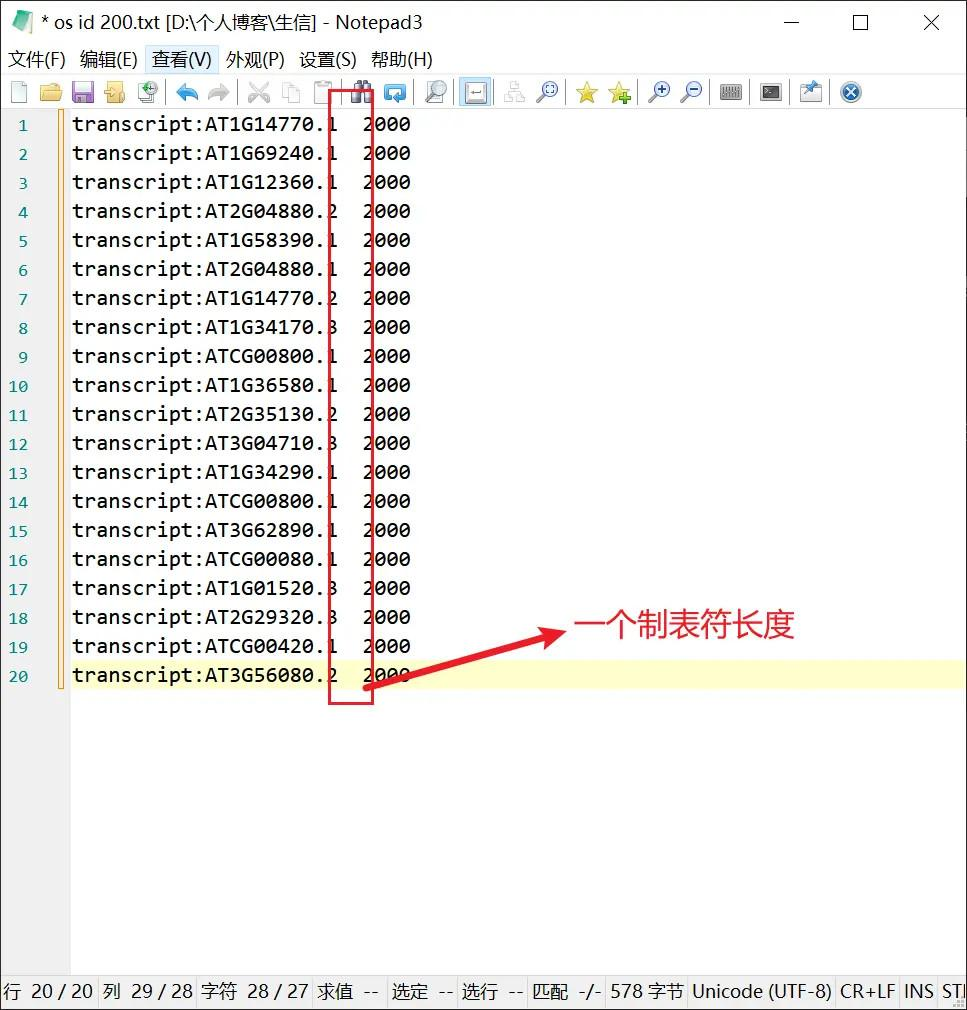 * os id 200.txt [D:\个人博客\生信] - Notepad3
文件(F) 编辑(E) 查看(V) 外观(P) 设置(S) 帮助(H)
1 transcript:AT1G14770.1 2000
2 transcript:AT1G69240.1 2000
3 transcript:AT1G12360.1 2000
4 transcript:AT2G04880.2 2000
5 transcript:AT1G58390.1 2000
6 transcript:AT2G04880.1 2000
7 transcript:AT1G14770.2 2000
8 transcript:AT1G34170.3 2000
9 transcript:ATCG00800.1 2000
10 transcript:AT1G36580.1 2000
11 transcript:AT2G35130.2 2000
12 transcript:AT3G04710.3 2000
13 transcript:AT1G34290.1 2000
14 transcript:ATCG00800.1 2000
15 transcript:AT3G62890.1 2000
16 transcript:ATCG00080.1 2000
17 transcript:AT1G01520.3 2000
18 transcript:AT2G29320.3 2000
一个制表符长度
19 transcript:ATCG00420.1 2000
20 transcript:AT3G56080.2 2000
行 20 / 20 列 29 / 28 字符 28 / 27 求值 -- 选定 -- 选行 -- 匹配 -/- 578 字节 Unicode (UTF-8) CR+LF INS